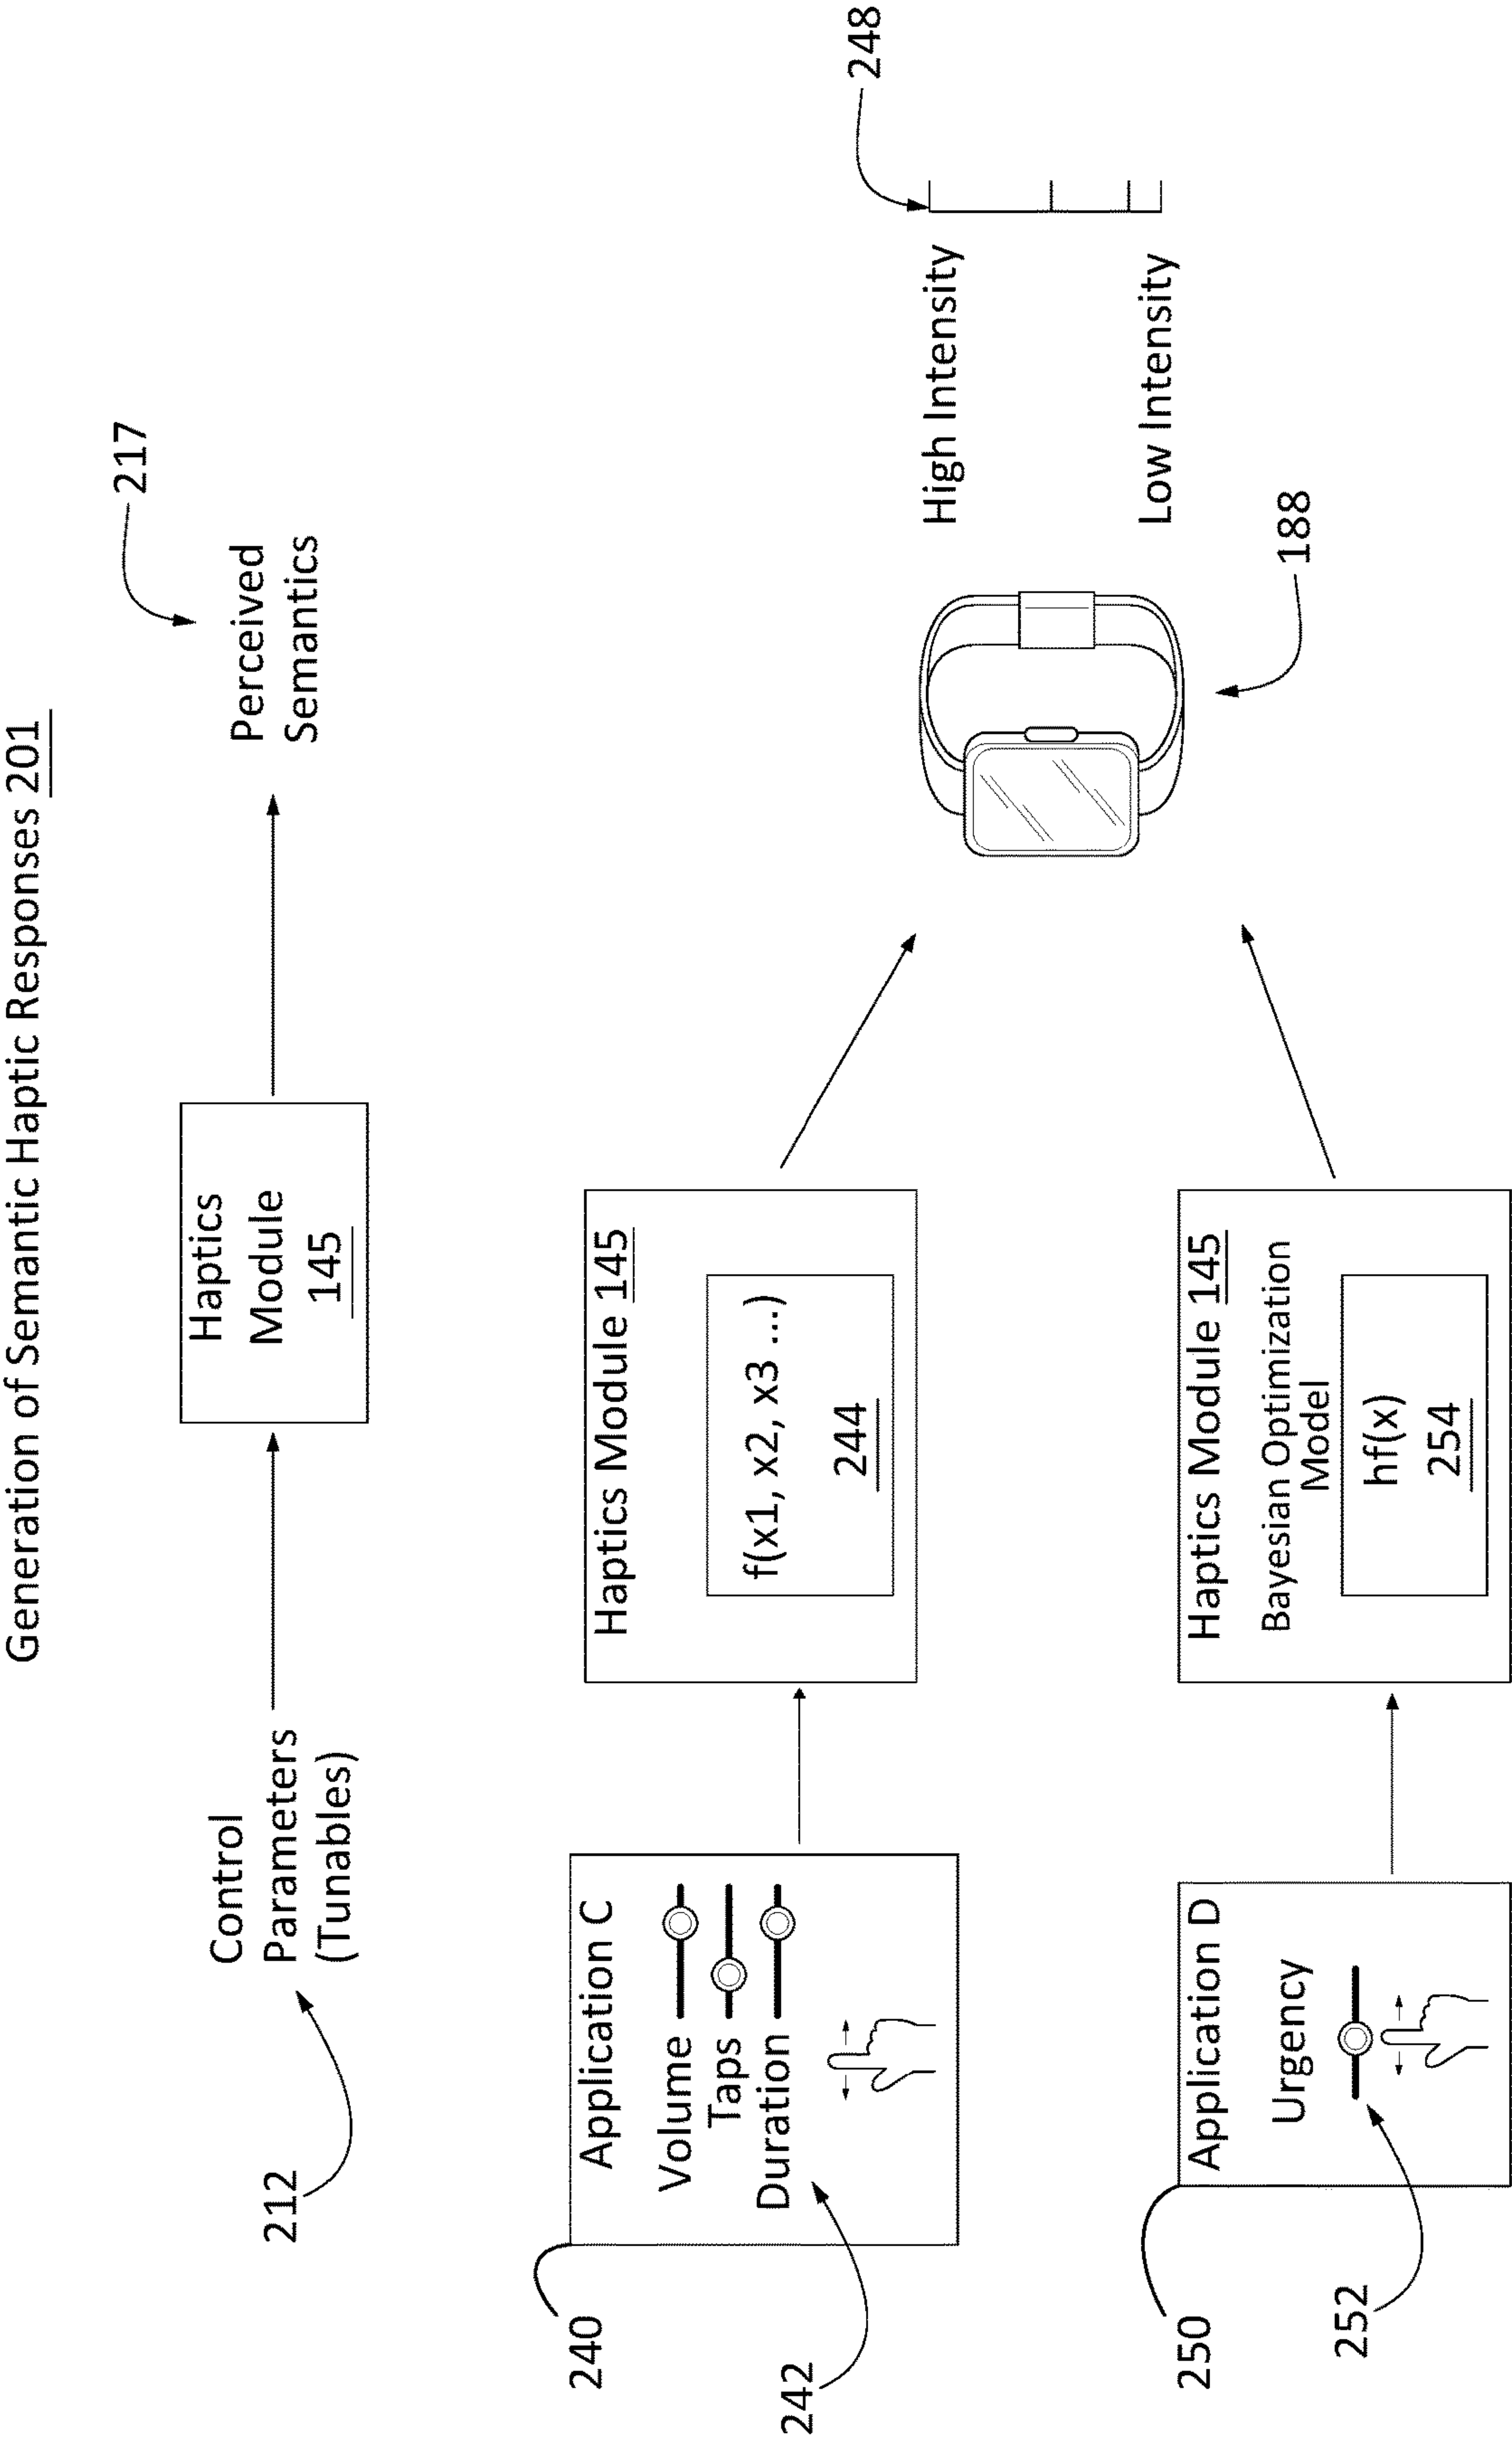 Generation of Semantic Haptic Responses 201
212
Control
Parameters
(Tunables)
Haptics
Module
145
Perceived
Semantics
217
240
Application C
Volume
Taps
Duration
242
Haptics Module 145
f(x1, x2, x3 ...)
244
250
Application D
Urgency
252
Haptics Module 145
Bayesian Optimization
Model
hf(x)
254
188
High Intensity
Low Intensity
248